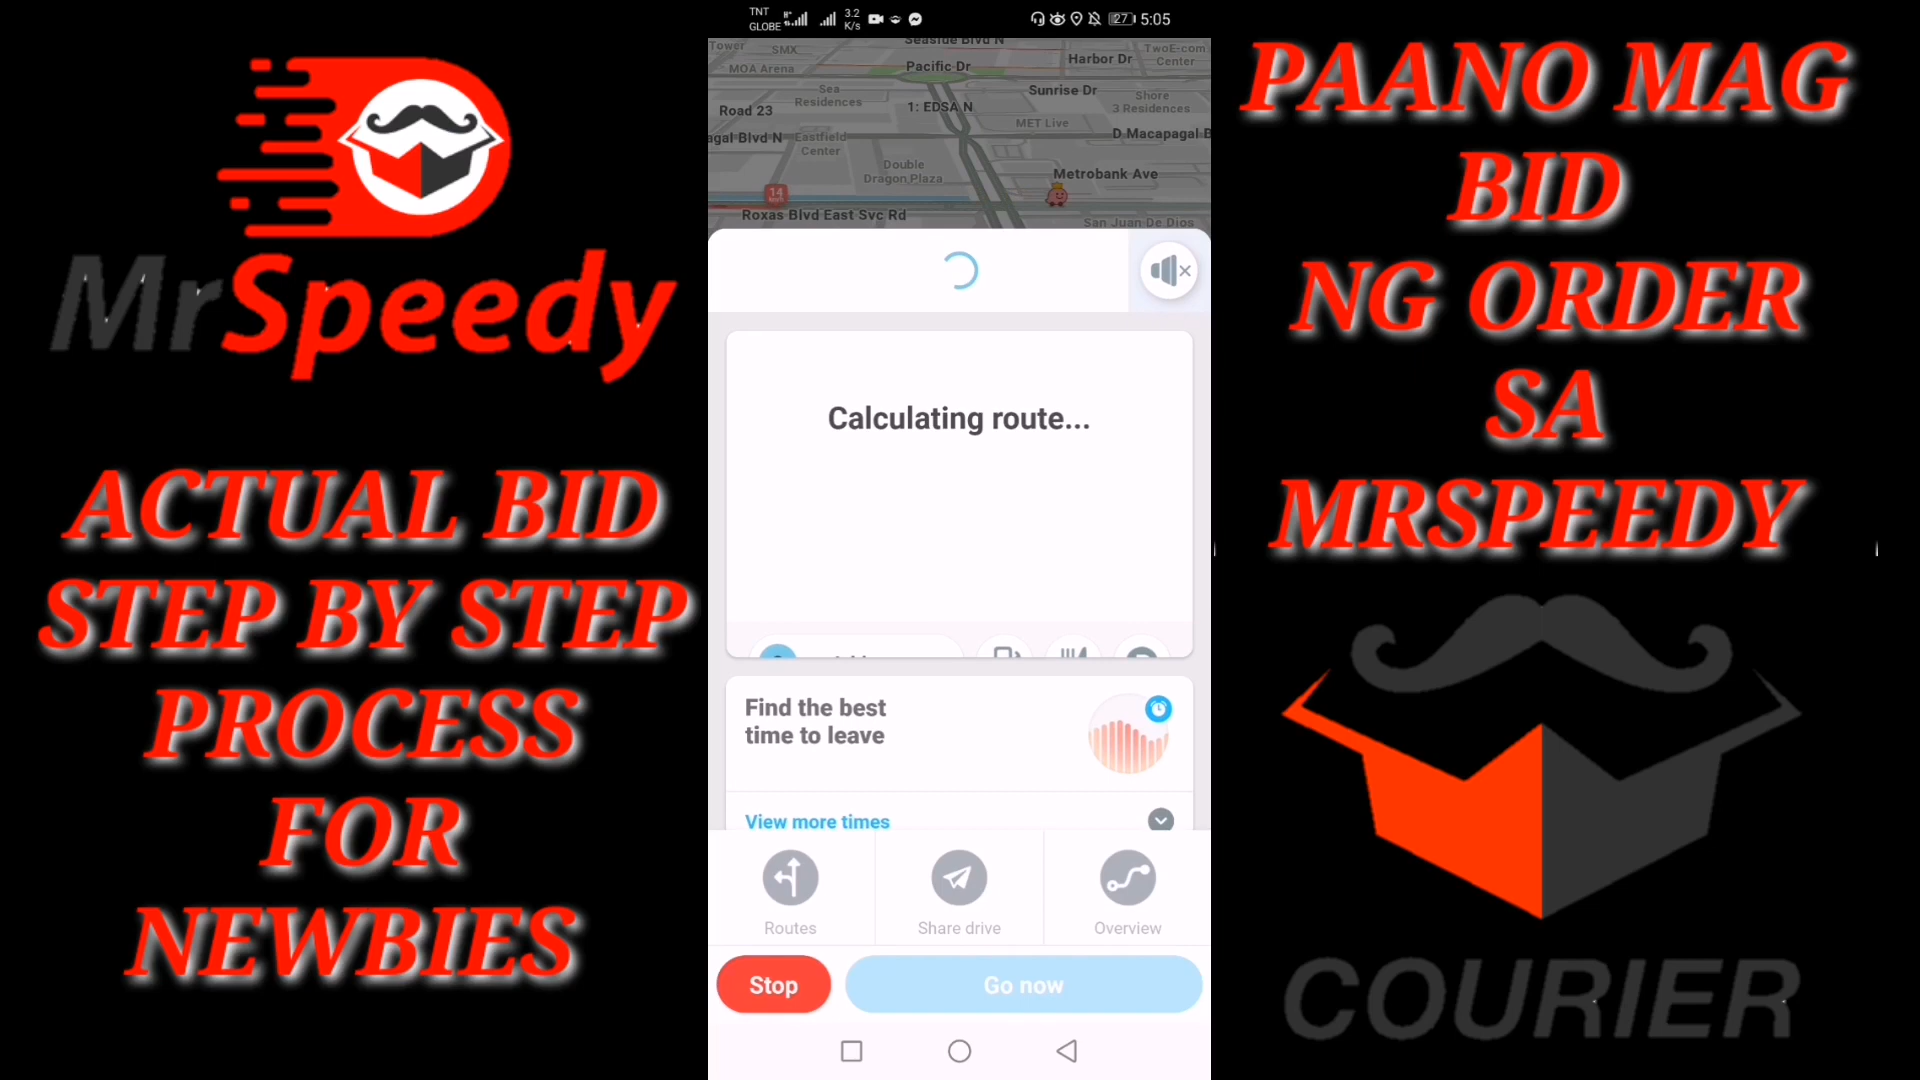 TNT
GLOBE
3.2
K/s
27
5:05
MrSpeedy
ACTUAL BID
STEP BY STEP
PROCESS
FOR
NEWBIES
Tower
SMX
Seaside Blvd N
TwoE-com
Center
MOA Arena
Pacific Dr
Harbor Dr
Sea
Residences
Sunrise Dr
Shore
3 Residences
Road 23
1: EDSA N
MET Live
agal Blvd N
Eastfield
Center
D Macapagal B
Double
Dragon Plaza
Metrobank Ave
14
Roxas Blvd East Svc Rd
San Juan De Dios
Calculating route...
Find the best
time to leave
View more times
Routes
Share drive
Overview
Stop
Go now
PAANO MAG
BID
NG ORDER
SA
MRSPEEDY
COURIER